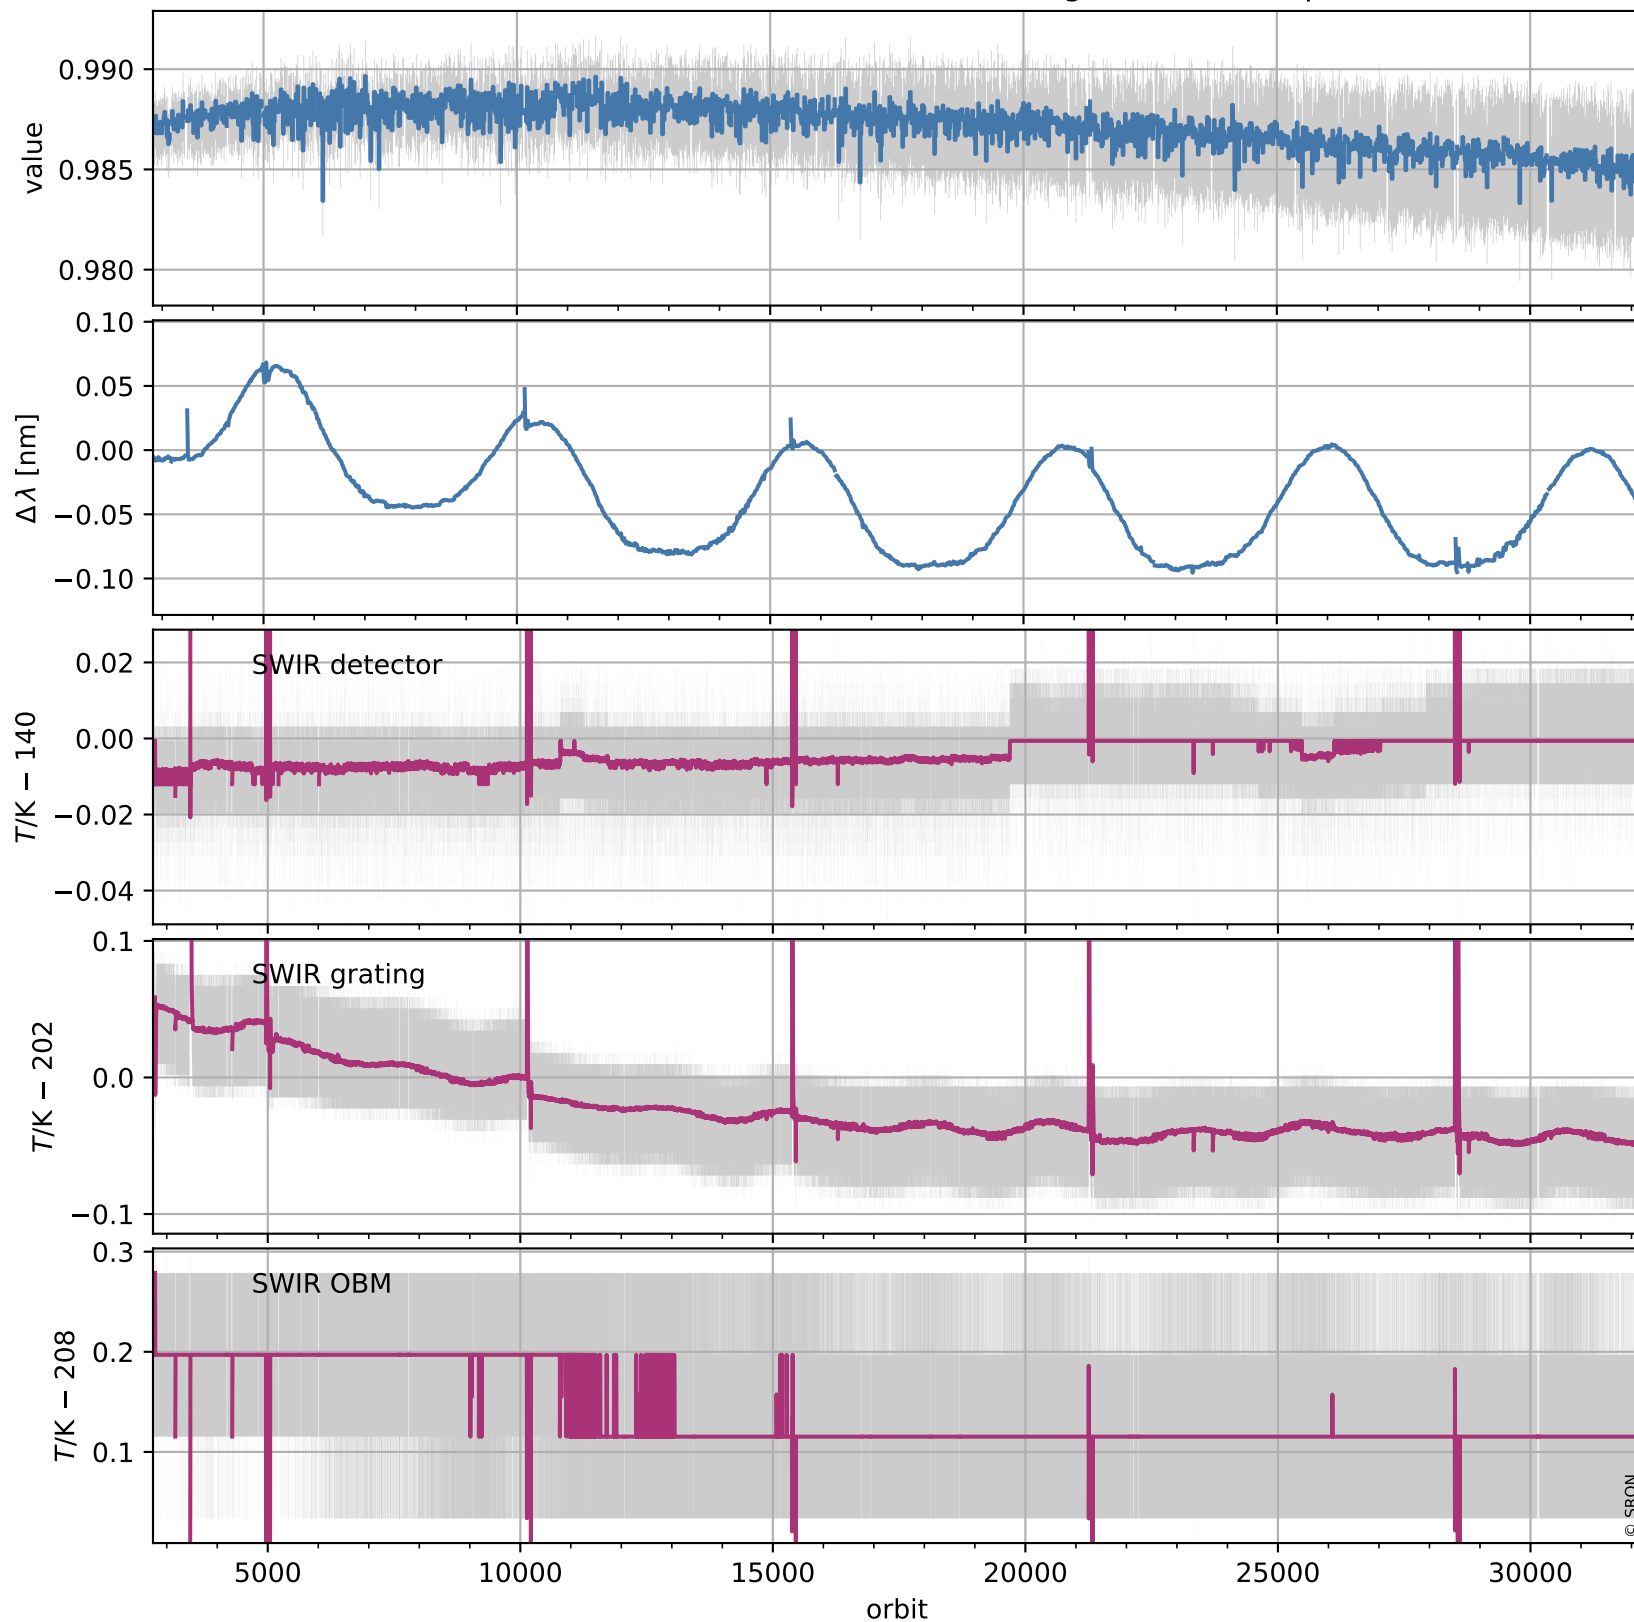 0.990
0.985
0.980
value
0.10
0.05
0.00
−0.05
−0.10
Δλ [nm]
SWIR detector
0.02
0.00
−0.02
−0.04
T/K − 140
SWIR grating
0.1
0.0
−0.1
T/K − 202
SWIR OBM
0.3
0.2
0.1
T/K − 208
5000 10000 15000 20000 25000 30000
orbit
© SRON